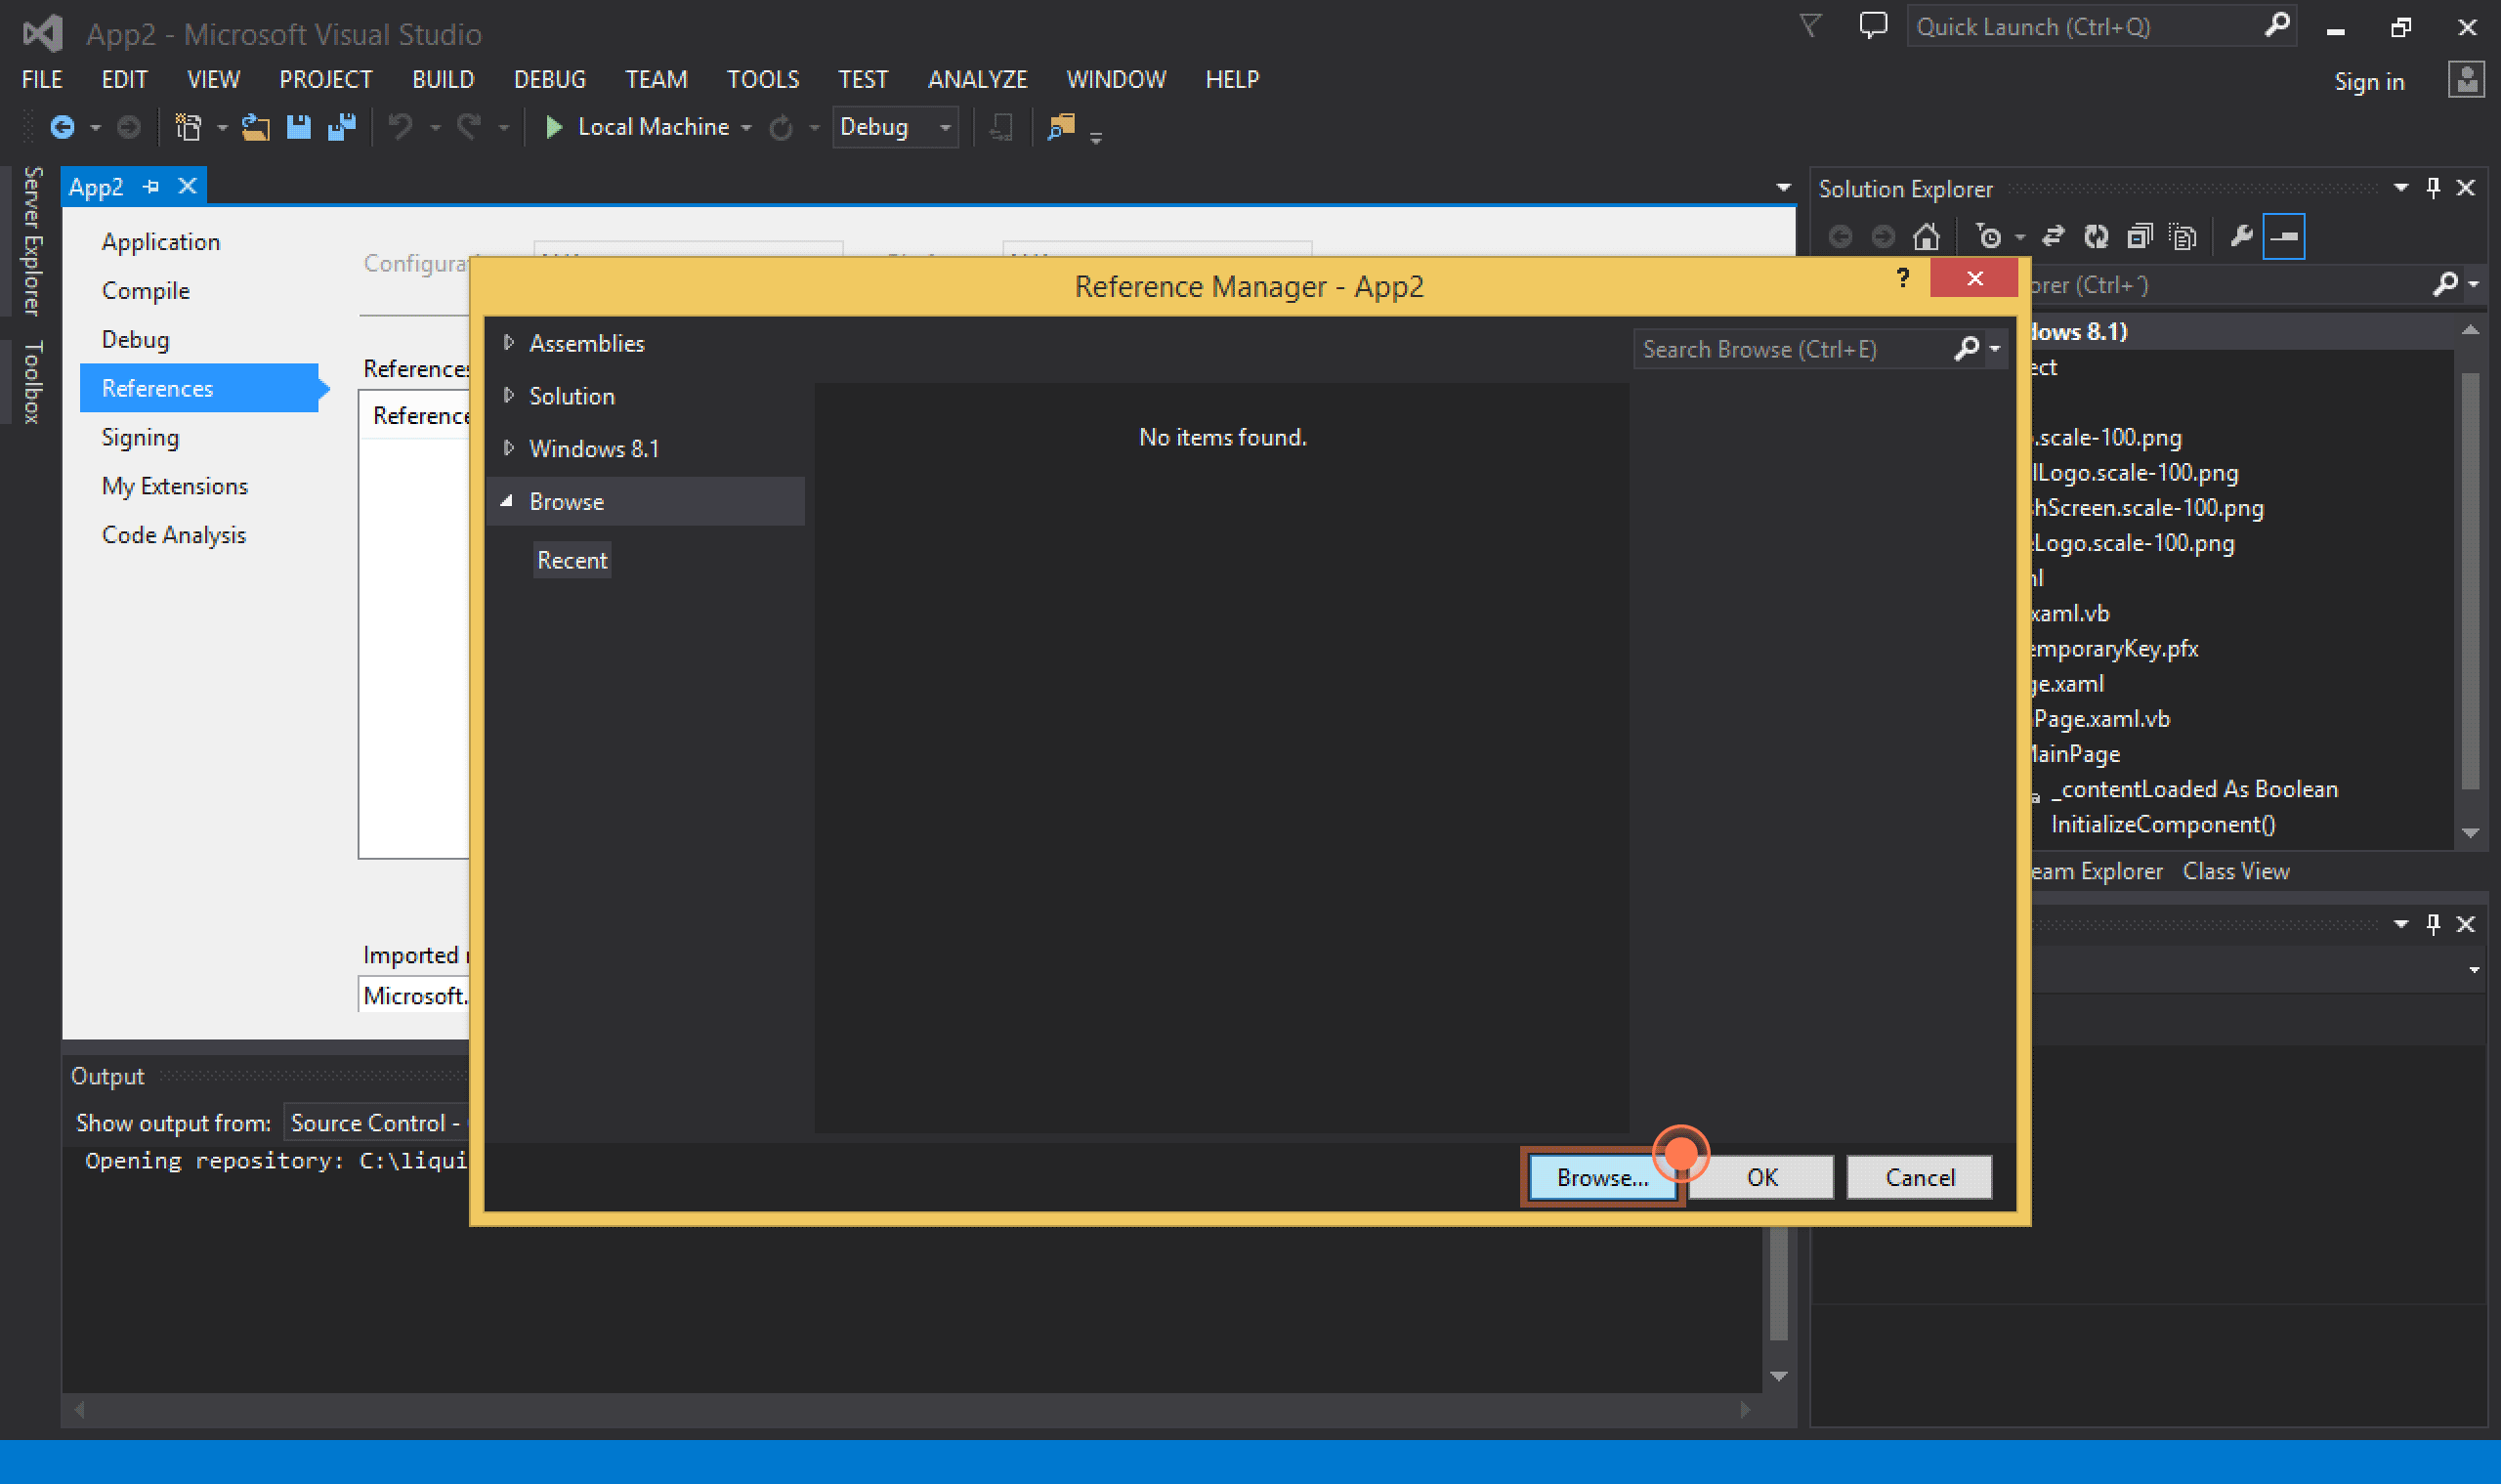 App2 - Microsoft Visual Studio
Quick Launch (Ctrl+Q)
FILE EDIT VIEW PROJECT BUILD DEBUG TEAM TOOLS TEST ANALYZE WINDOW HELP
Sign in
Local Machine
Debug
Server Explorer
Toolbox
App2
Application
Compile
Debug
References
Signing
My Extensions
Code Analysis
References
Reference
Imported
Microsoft.
Reference Manager - App2
?
Assemblies
Solution
Windows 8.1
Browse
Recent
No items found.
Search Browse (Ctrl+E)
Browse...
OK
Cancel
Solution Explorer
orer (Ctrl+´)
dows 8.1)
ect
.scale-100.png
lLogo.scale-100.png
shScreen.scale-100.png
eLogo.scale-100.png
ml
xaml.vb
emporaryKey.pfx
ge.xaml
nPage.xaml.vb
MainPage
_contentLoaded As Boolean
InitializeComponent()
eam Explorer Class View
Output
Show output from: Source Control -
Opening repository: C:\liqui